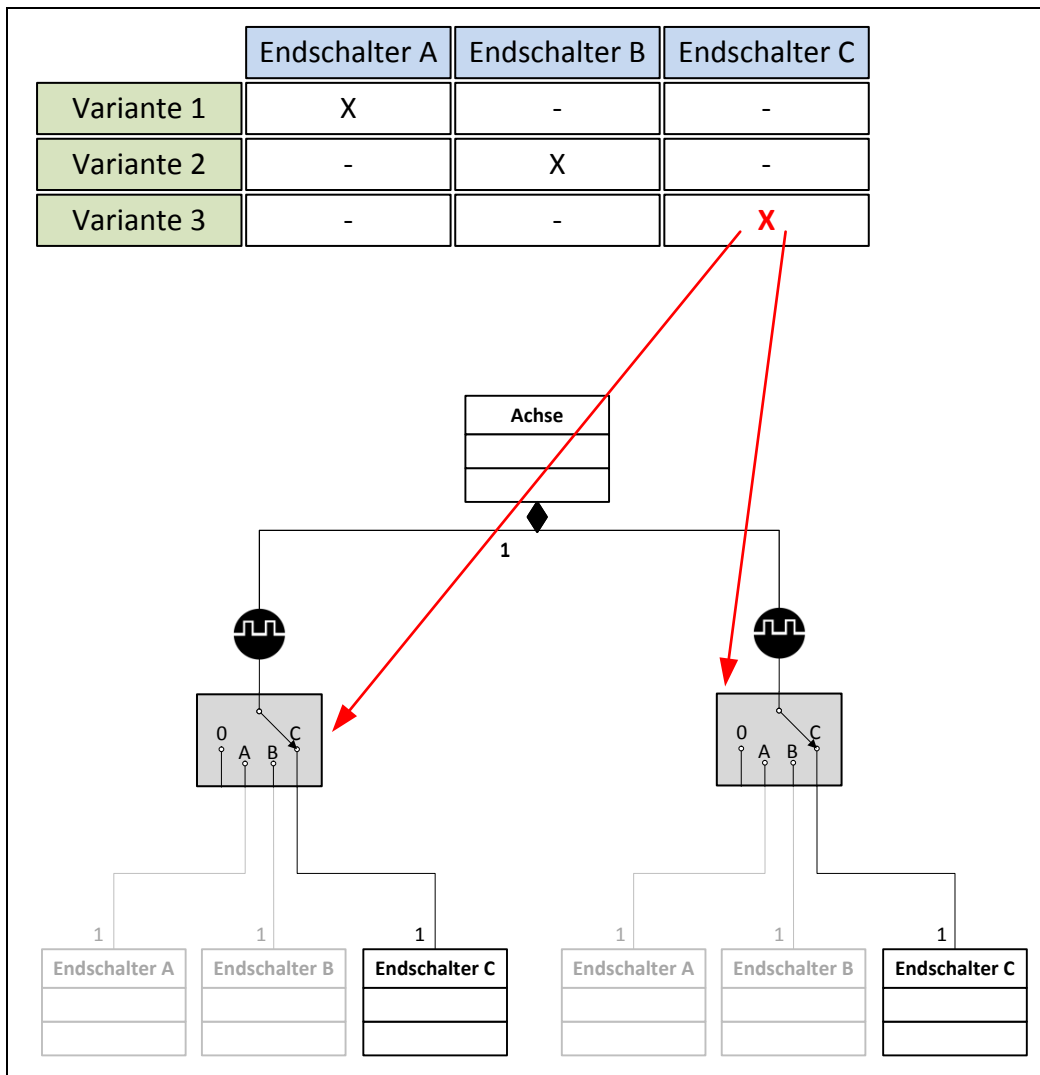 Endschalter A Endschalter B Endschalter C
Variante 1 X - -
Variante 2 - X -
Variante 3 - - X
Achse
1
0 A B C 0 A B C
1 1 1 1 1 1
Endschalter A Endschalter B Endschalter C Endschalter A Endschalter B Endschalter C